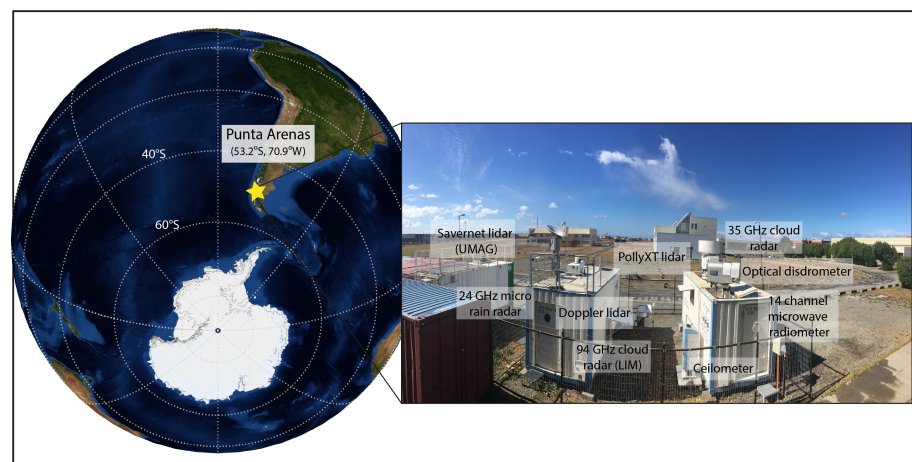 Punta Arenas
(53.2°S, 70.9°W)
40°S
60°S
Savernet lidar
(UMAG)
35 GHz cloud
radar
PollyXT lidar
Optical disdrometer
24 GHz micro
rain radar
Doppler lidar
14 channel
microwave
radiometer
94 GHz cloud
radar (LIM)
Ceilometer